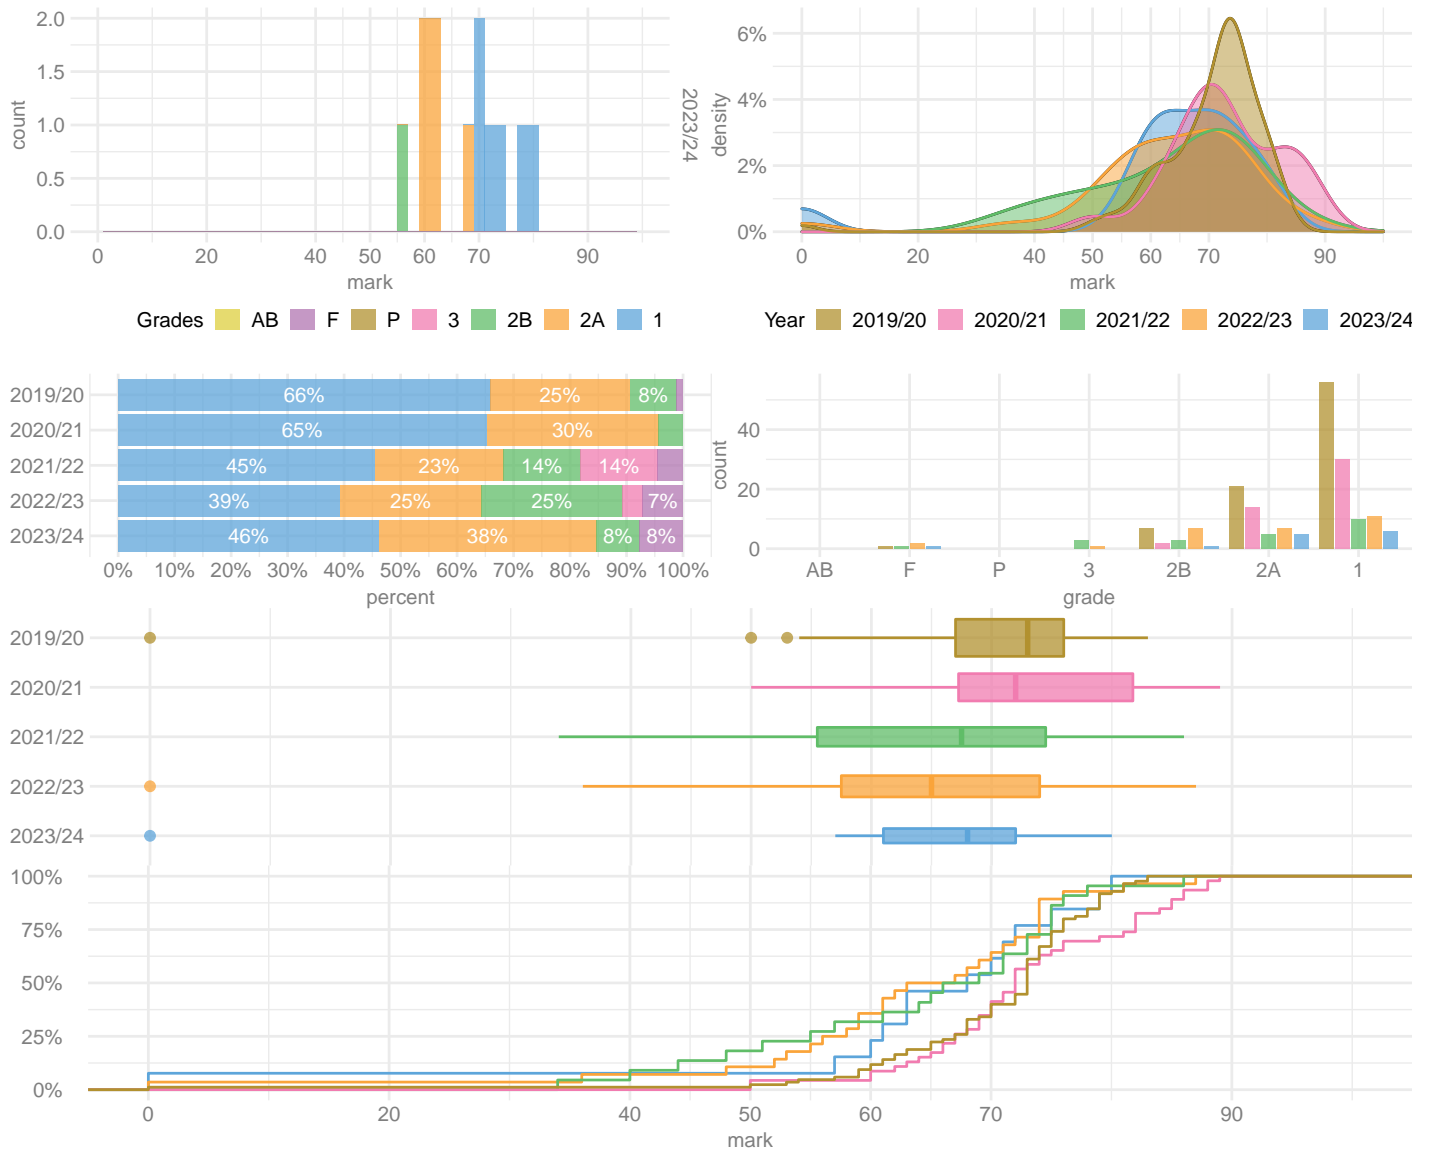 2.0
1.5
1.0
0.5
0.0
count
0 20 40 50 60 70 90
mark
2023/24
6%
4%
2%
0%
density
0 20 40 50 60 70 90
mark
Grades AB F P 3 2B 2A 1
Year 2019/20 2020/21 2021/22 2022/23 2023/24
2019/20 66% 25% 8%
2020/21 65% 30%
2021/22 45% 23% 14% 14%
2022/23 39% 25% 25% 7%
2023/24 46% 38% 8% 8%
0% 10% 20% 30% 40% 50% 60% 70% 80% 90% 100%
percent
40
20
0
count
AB F P 3 2B 2A 1
grade
2019/20
2020/21
2021/22
2022/23
2023/24
100%
75%
50%
25%
0%
0 20 40 50 60 70 90
mark